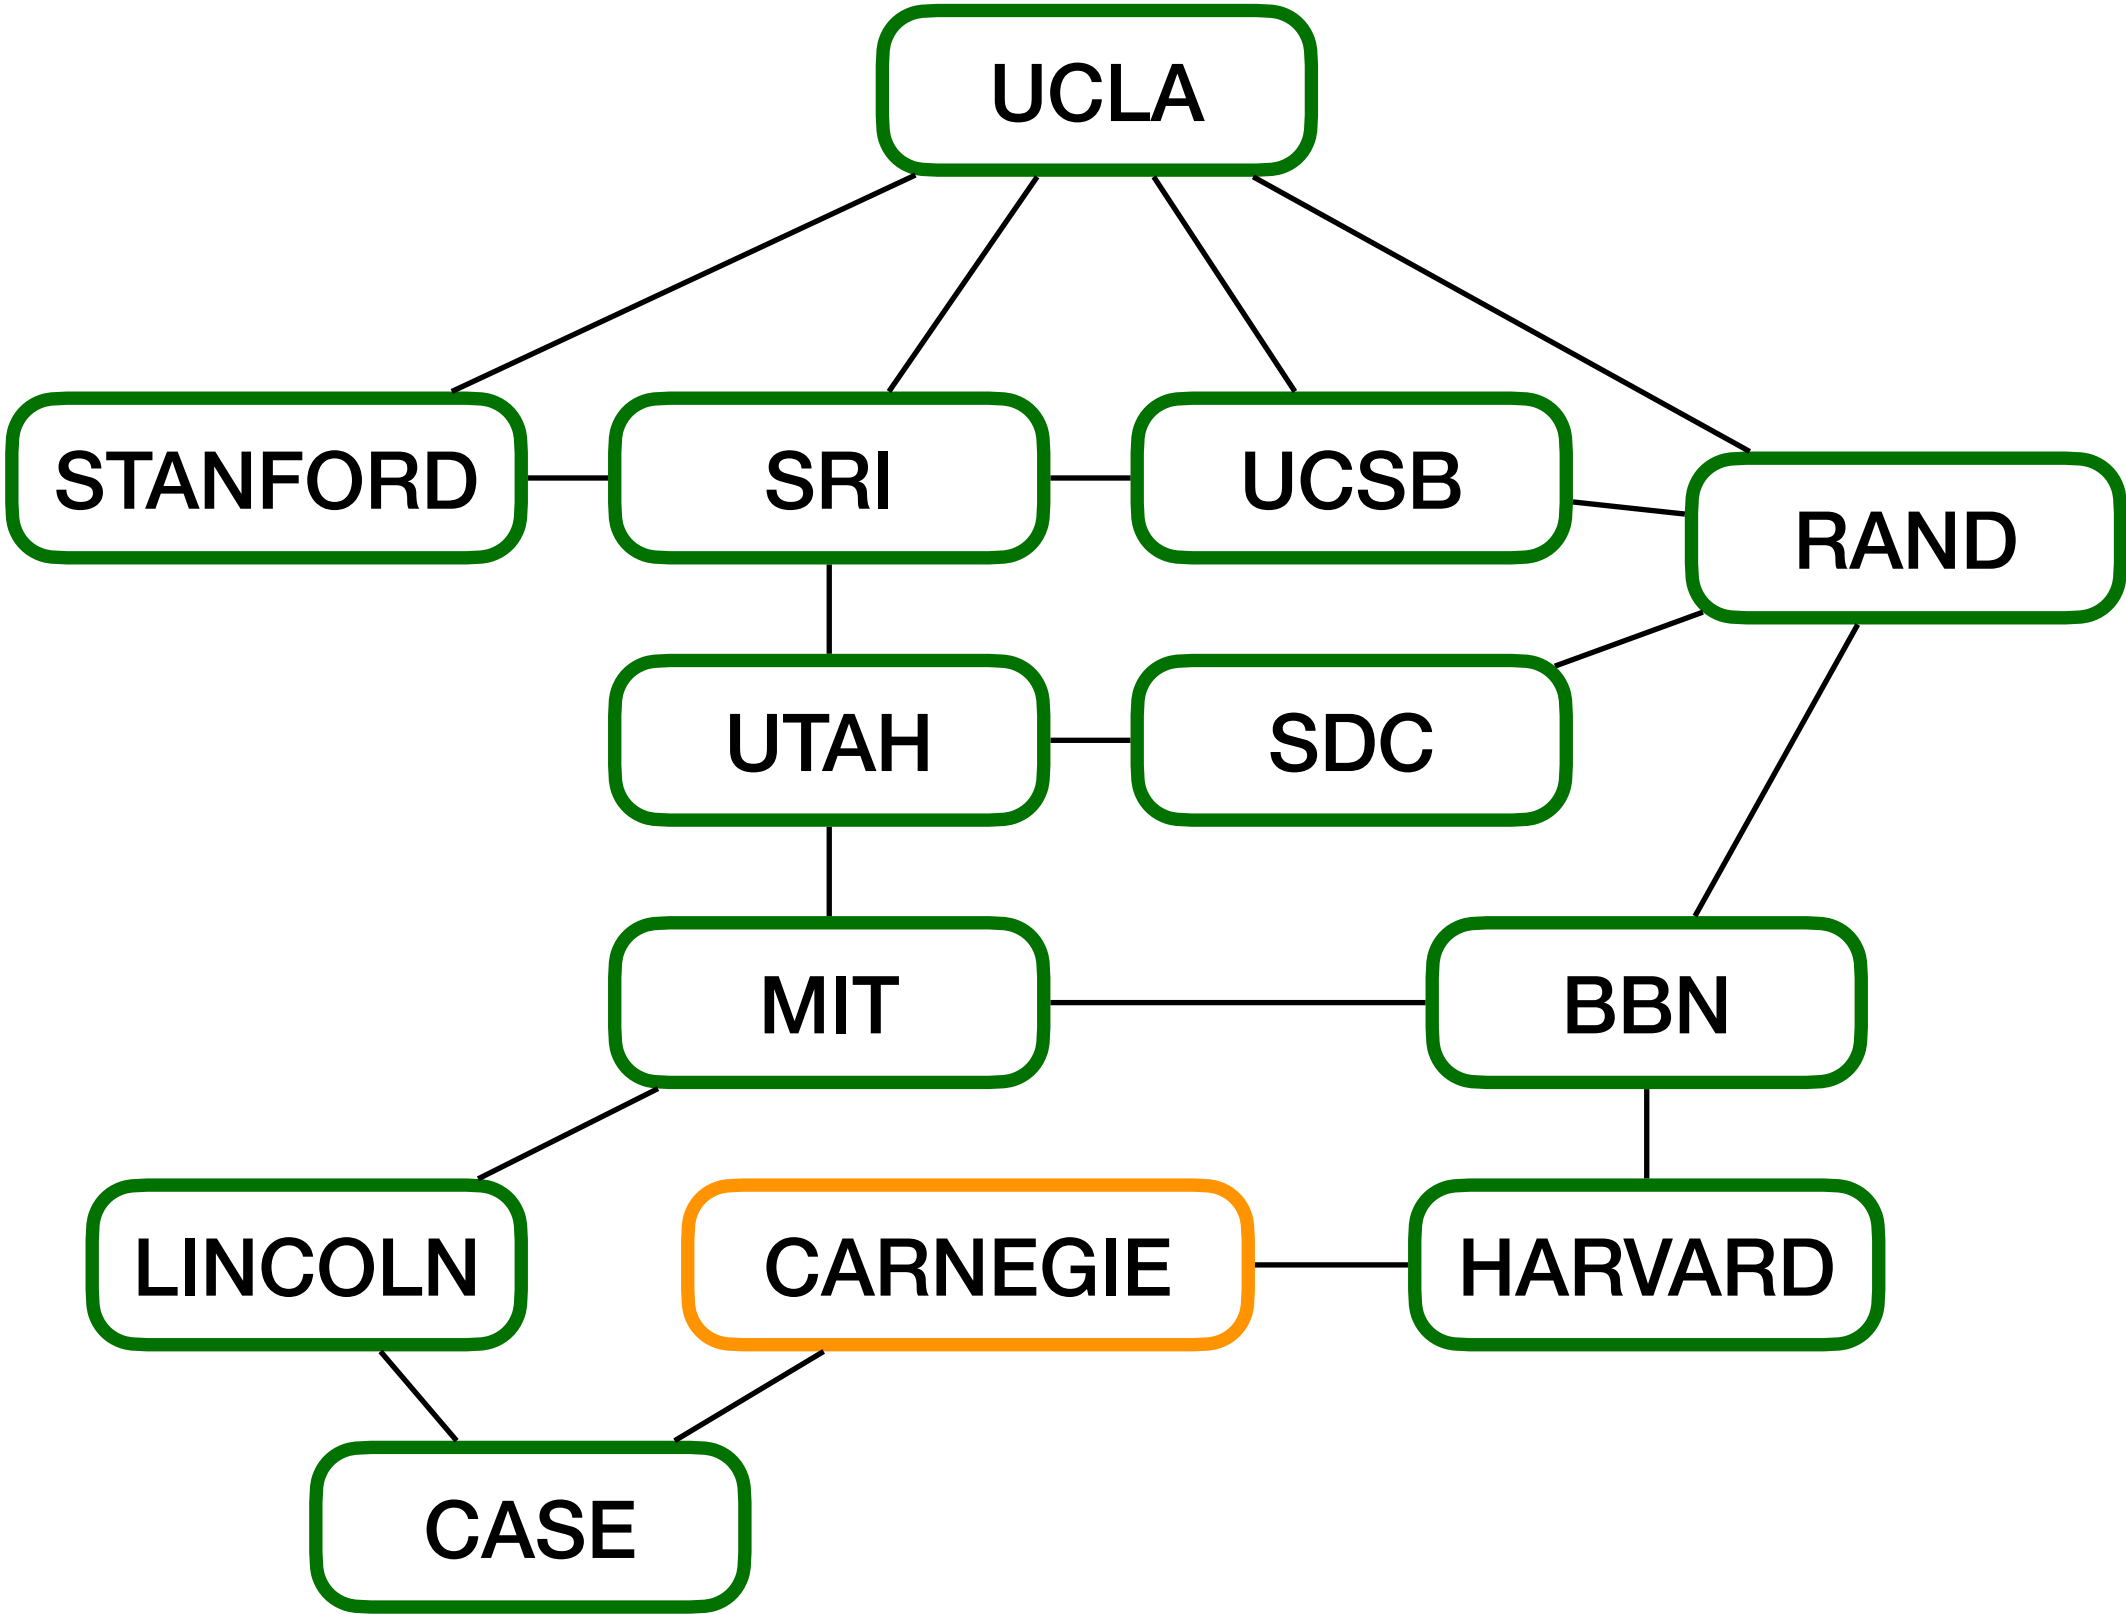 UCLA
STANFORD
SRI
UCSB
RAND
UTAH
SDC
MIT
BBN
LINCOLN
CARNEGIE
HARVARD
CASE